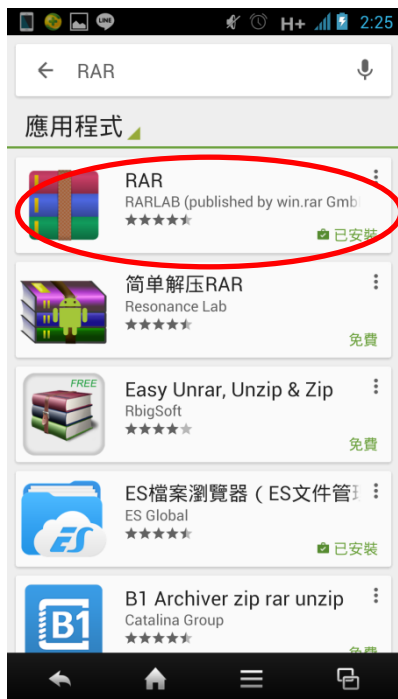 LINE
H+ 2:25
RAR
應用程式
RAR
RARLAB (published by win.rar Gmb
已安裝
简单解压RAR
Resonance Lab
免費
FREE
Easy Unrar, Unzip & Zip
RbigSoft
免費
ES檔案瀏覽器（ES文件管
ES Global
已安裝
B1 Archiver zip rar unzip
Catalina Group
免費
B1